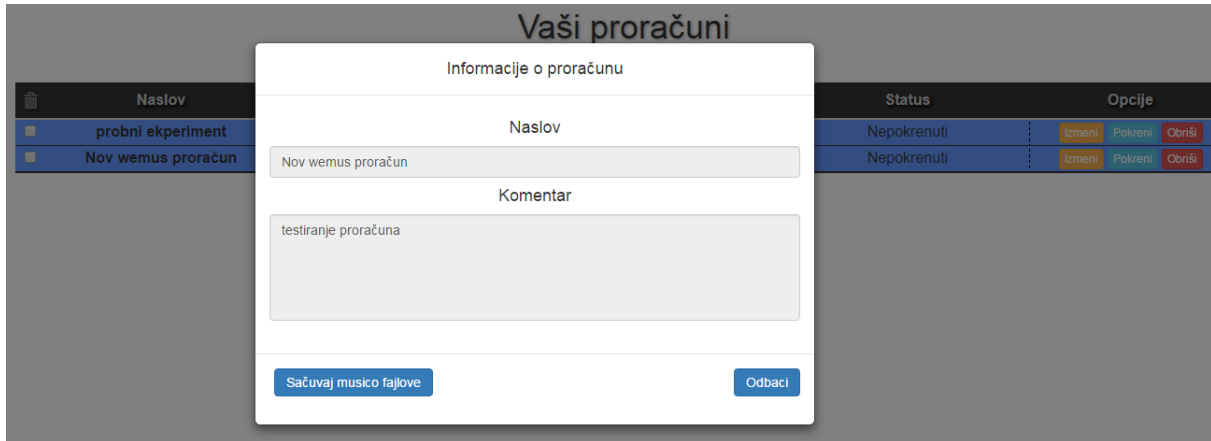 Vaši proračuni
Informacije o proračunu
Naslov Status Opcije
Naslov
probni ekperiment Nepokrenuti Izmeni Pokreni Obriši
Nov wemus proračun Nov wemus proračun Nepokrenuti Izmeni Pokreni Obriši
Komentar
testiranje proračuna
Sačuvaj musico fajlove Odbaci